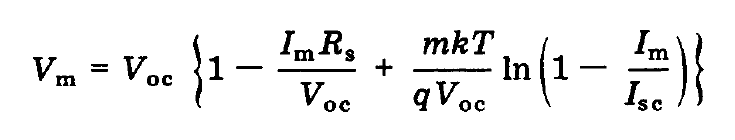 V_m = V_oc {1 − I_m R_s / V_oc + mkT / q V_oc ln(1 − I_m / I_sc)}